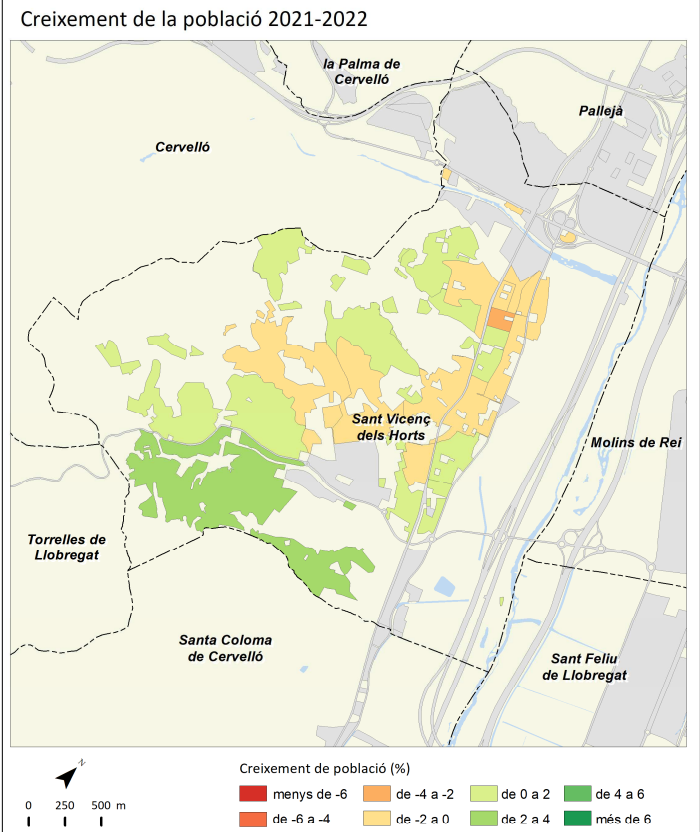 Creixement de la població 2021-2022
la Palma de
Cervelló
Pallejà
Cervelló
Sant Vicenç
dels Horts
Molins de Rei
Torrelles de
Llobregat
Santa Coloma
de Cervelló
Sant Feliu
de Llobregat
N
0 250 500 m
Creixement de població (%)
menys de -6
de -4 a -2
de 0 a 2
de 4 a 6
de -6 a -4
de -2 a 0
de 2 a 4
més de 6